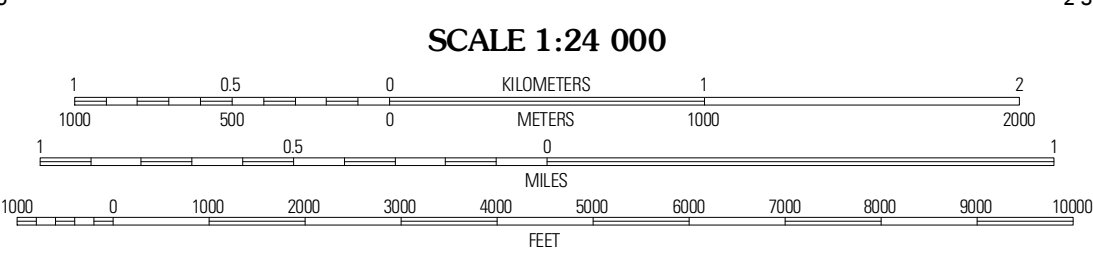 SCALE 1:24 000
1 0.5 0 KILOMETERS 1 2
1000 500 0 METERS 1000 2000
1 0.5 0 1
MILES
1000 0 1000 2000 3000 4000 5000 6000 7000 8000 9000 10000
FEET